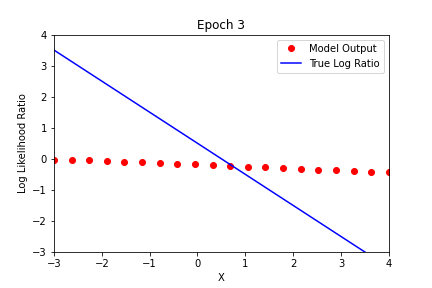 Epoch 3
Model Output
True Log Ratio
Log Likelihood Ratio
4
3
2
1
0
−1
−2
−3
−3 −2 −1 0 1 2 3 4
X